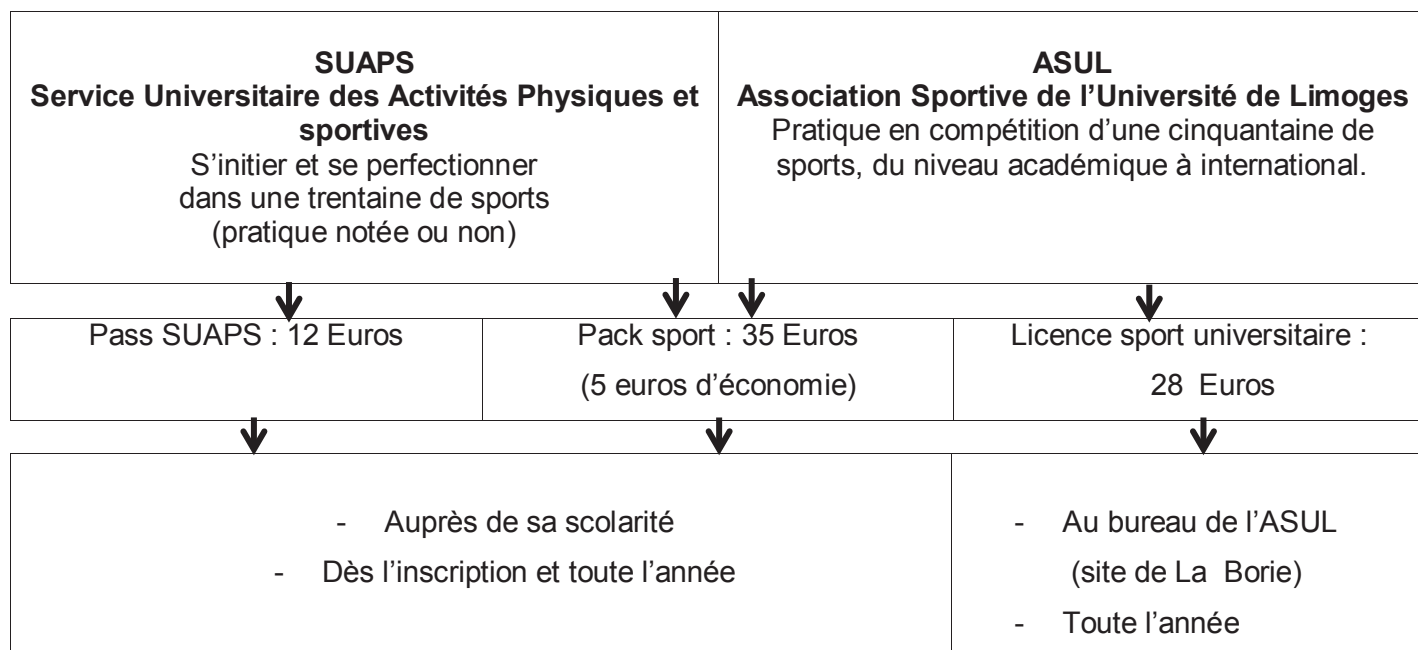 SUAPS
Service Universitaire des Activités Physiques et
sportives
S’initier et se perfectionner
dans une trentaine de sports
(pratique notée ou non)
ASUL
Association Sportive de l’Université de Limoges
Pratique en compétition d’une cinquantaine de
sports, du niveau académique à international.
Pass SUAPS : 12 Euros
Pack sport : 35 Euros
(5 euros d’économie)
Licence sport universitaire :
28 Euros
- Auprès de sa scolarité
- Dès l’inscription et toute l’année
- Au bureau de l’ASUL
(site de La Borie)
- Toute l’année